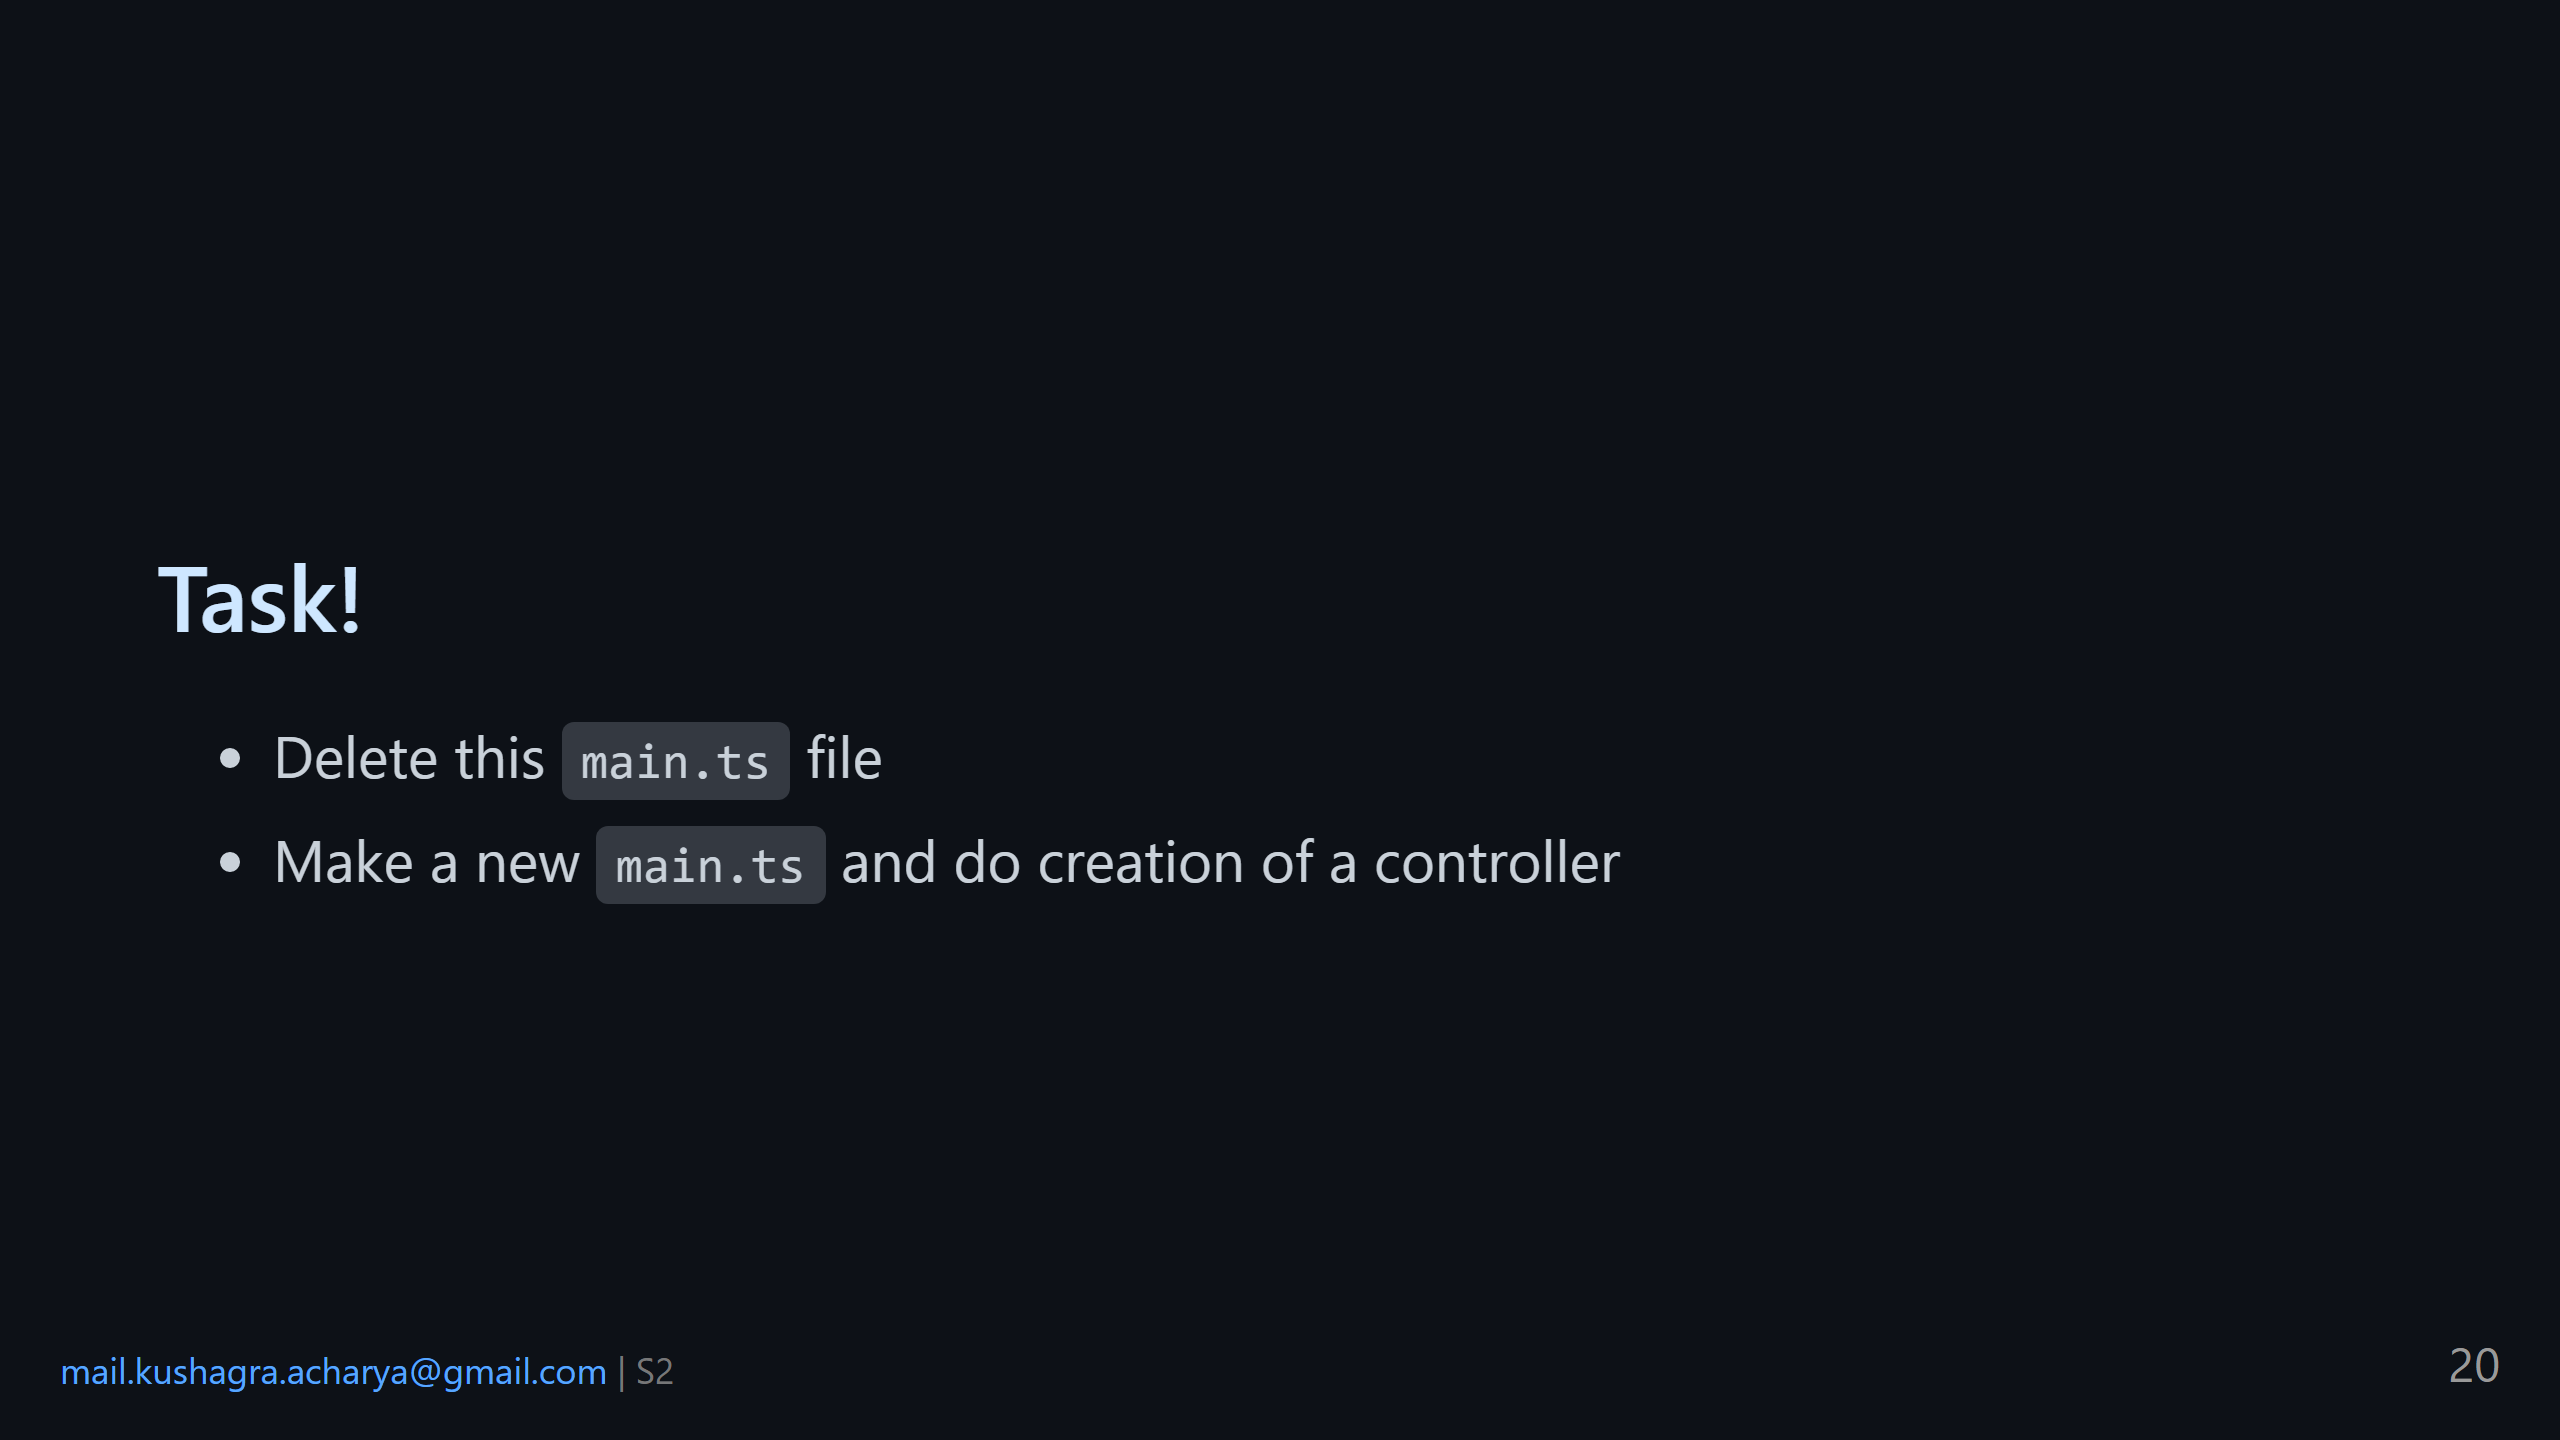 Task!
• Delete this main.ts file
• Make a new main.ts and do creation of a controller
mail.kushagra.acharya@gmail.com | S2
20